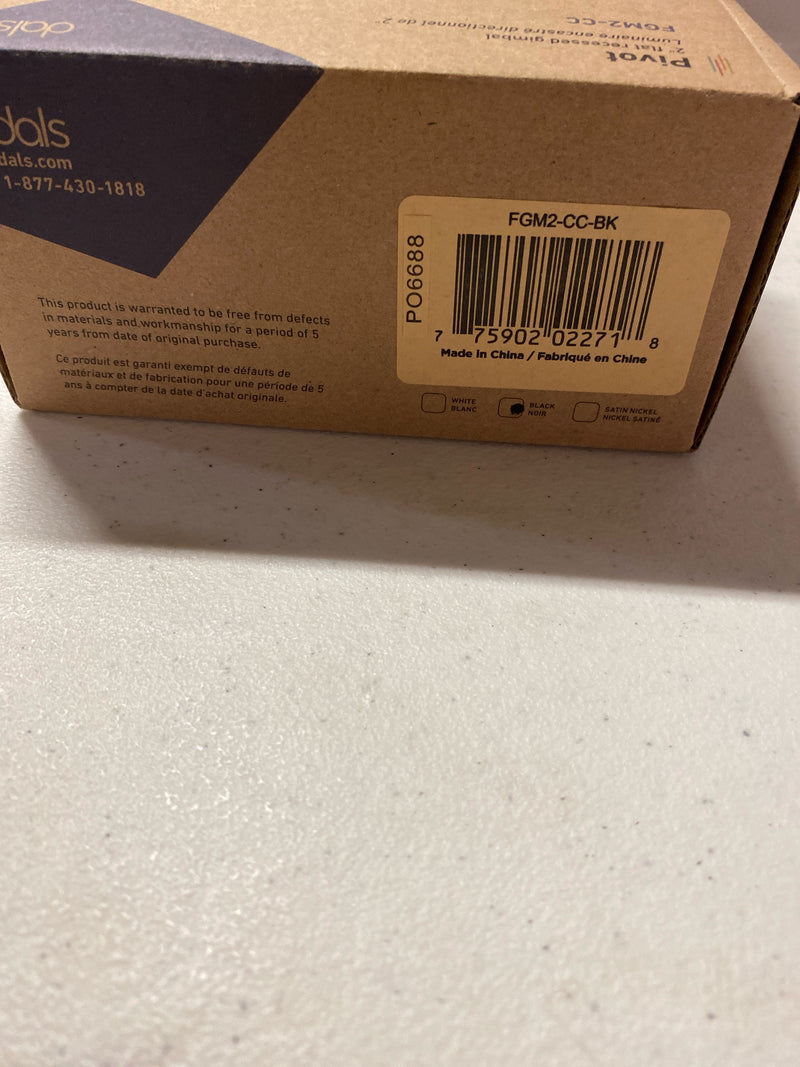 dals
Pivot
2" flat recessed gimbal
Luminaire encastré directionnel de 2"
FGM2-CC
dals
dals.com
1-877-430-1818
This product is warranted to be free from defects
in materials and workmanship for a period of 5
years from date of original purchase.
Ce produit est garanti exempt de défauts de
matériaux et de fabrication pour une période de 5
ans à compter de la date d'achat originale.
PO6688
FGM2-CC-BK
7 75902 02271 8
Made in China / Fabriqué en Chine
WHITE
BLANC
BLACK
NOIR
SATIN NICKEL
NICKEL SATINÉ